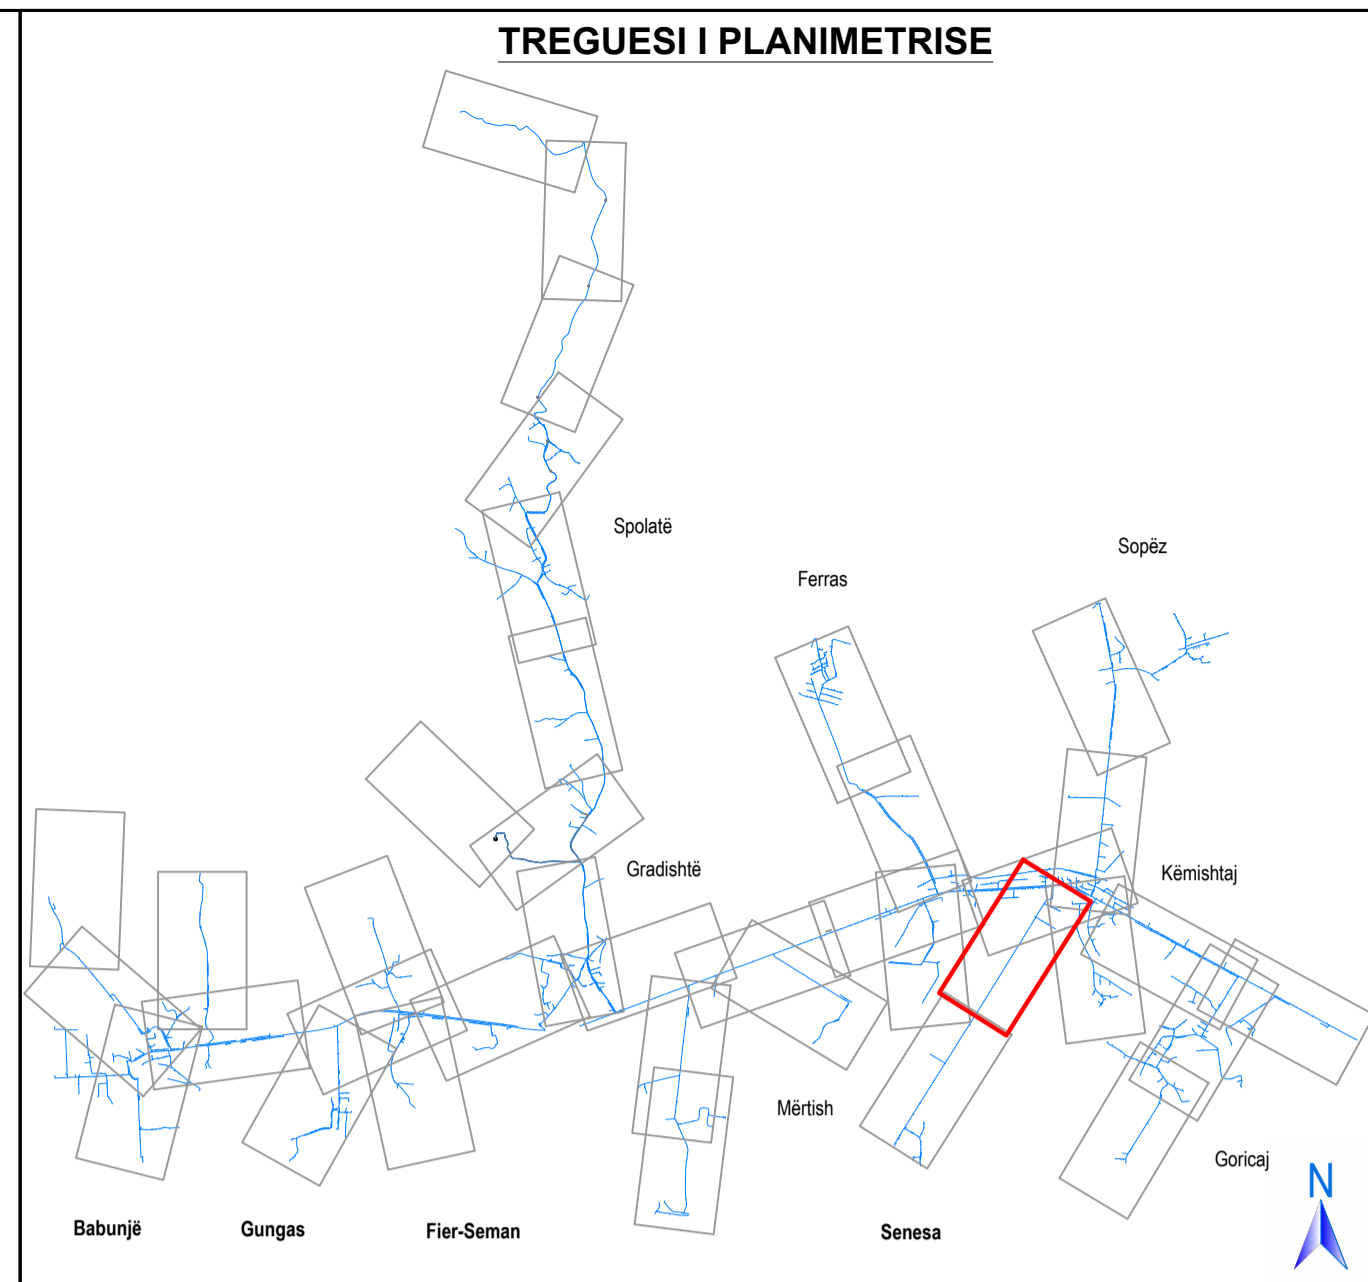 TREGUESI I PLANIMETRISE
Spolatë
Sopëz
Ferras
Gradishtë
Këmishtaj
Mërtish
Goricaj
N
Babunjë
Gungas
Fier-Seman
Senesa